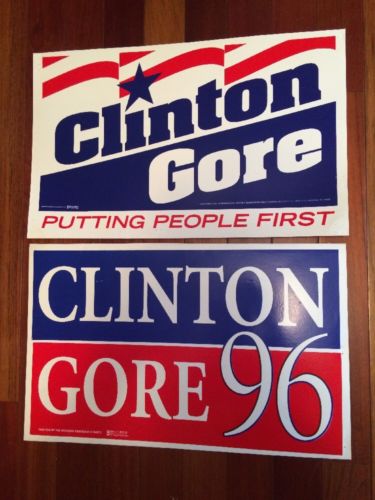 Clinton
Gore
PUTTING PEOPLE FIRST
CLINTON
GORE 96